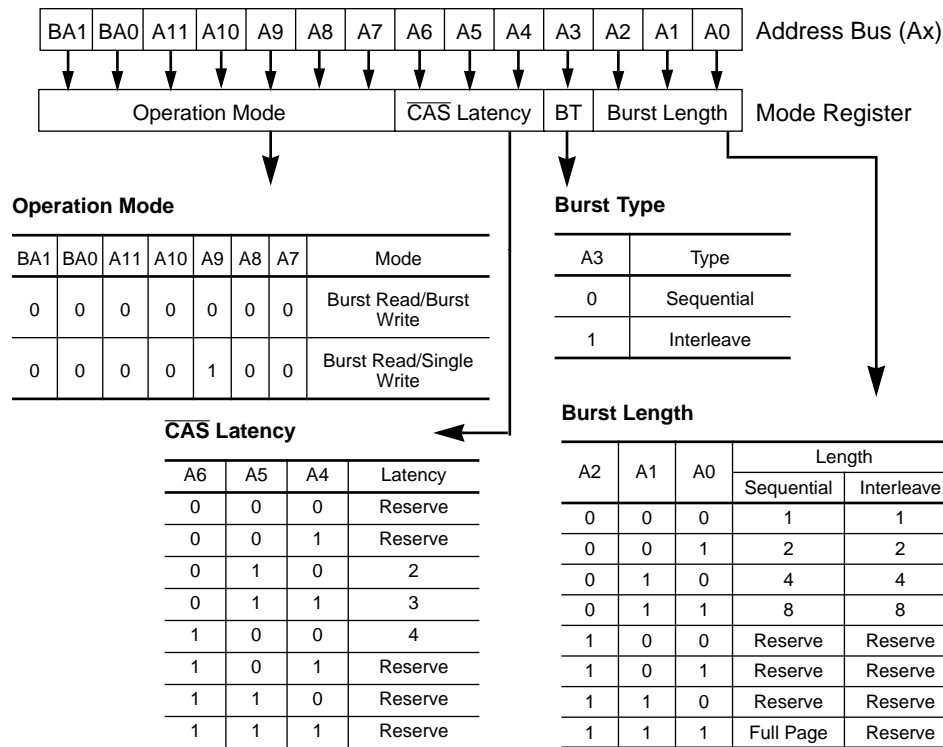 BA1 BA0 A11 A10 A9 A8 A7 A6 A5 A4 A3 A2 A1 A0 Address Bus (Ax)
Operation Mode CAS Latency BT Burst Length Mode Register
Operation Mode
BA1 BA0 A11 A10 A9 A8 A7 Mode
0 0 0 0 0 0 0 Burst Read/Burst
Write
0 0 0 0 1 0 0 Burst Read/Single
Write
Burst Type
A3 Type
0 Sequential
1 Interleave
CAS Latency
A6 A5 A4 Latency
0 0 0 Reserve
0 0 1 Reserve
0 1 0 2
0 1 1 3
1 0 0 4
1 0 1 Reserve
1 1 0 Reserve
1 1 1 Reserve
Burst Length
A2 A1 A0 Length
Sequential Interleave
0 0 0 1 1
0 0 1 2 2
0 1 0 4 4
0 1 1 8 8
1 0 0 Reserve Reserve
1 0 1 Reserve Reserve
1 1 0 Reserve Reserve
1 1 1 Full Page Reserve